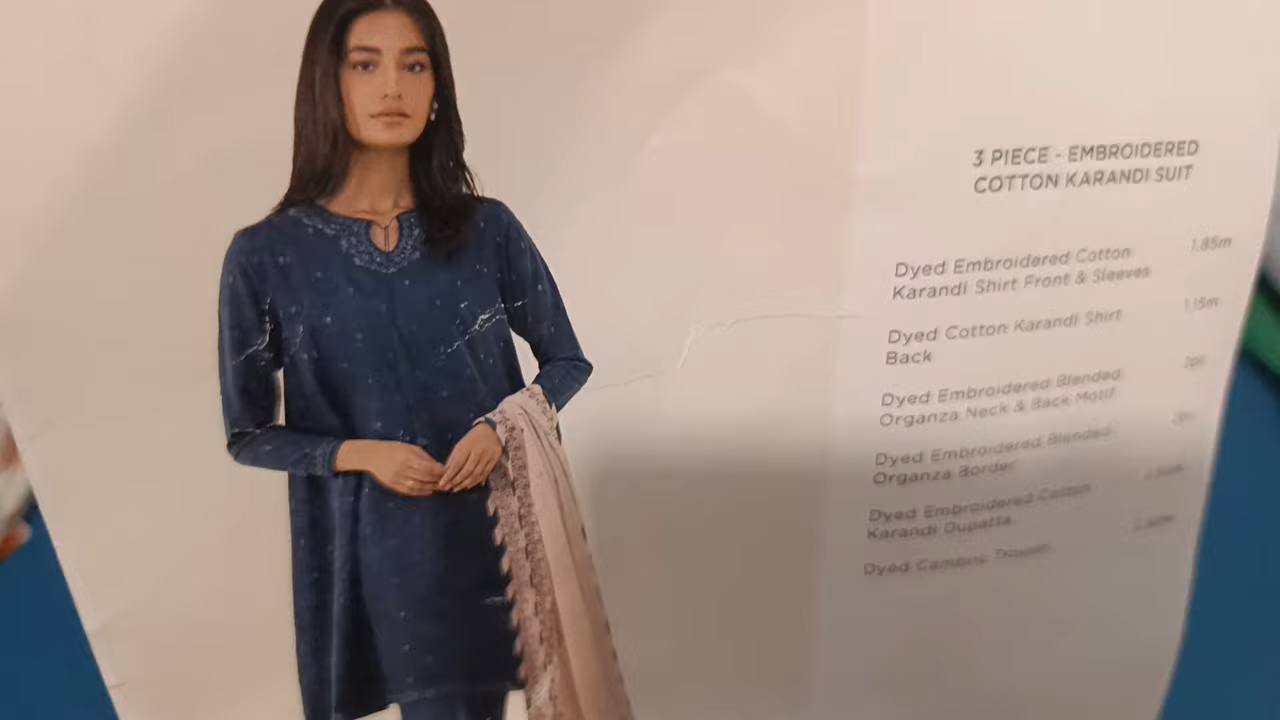 3 PIECE - EMBROIDERED
COTTON KARANDI SUIT
Dyed Embroidered Cotton 1.85m
Karandi Shirt Front & Sleeves
Dyed Cotton Karandi Shirt 1.15m
Back
Dyed Embroidered Blended 2pc
Organza Neck & Back Motif
Dyed Embroidered Blended
Organza Border
Dyed Embroidered Cotton
Karandi Dupatta
Dyed Cambric Trouser